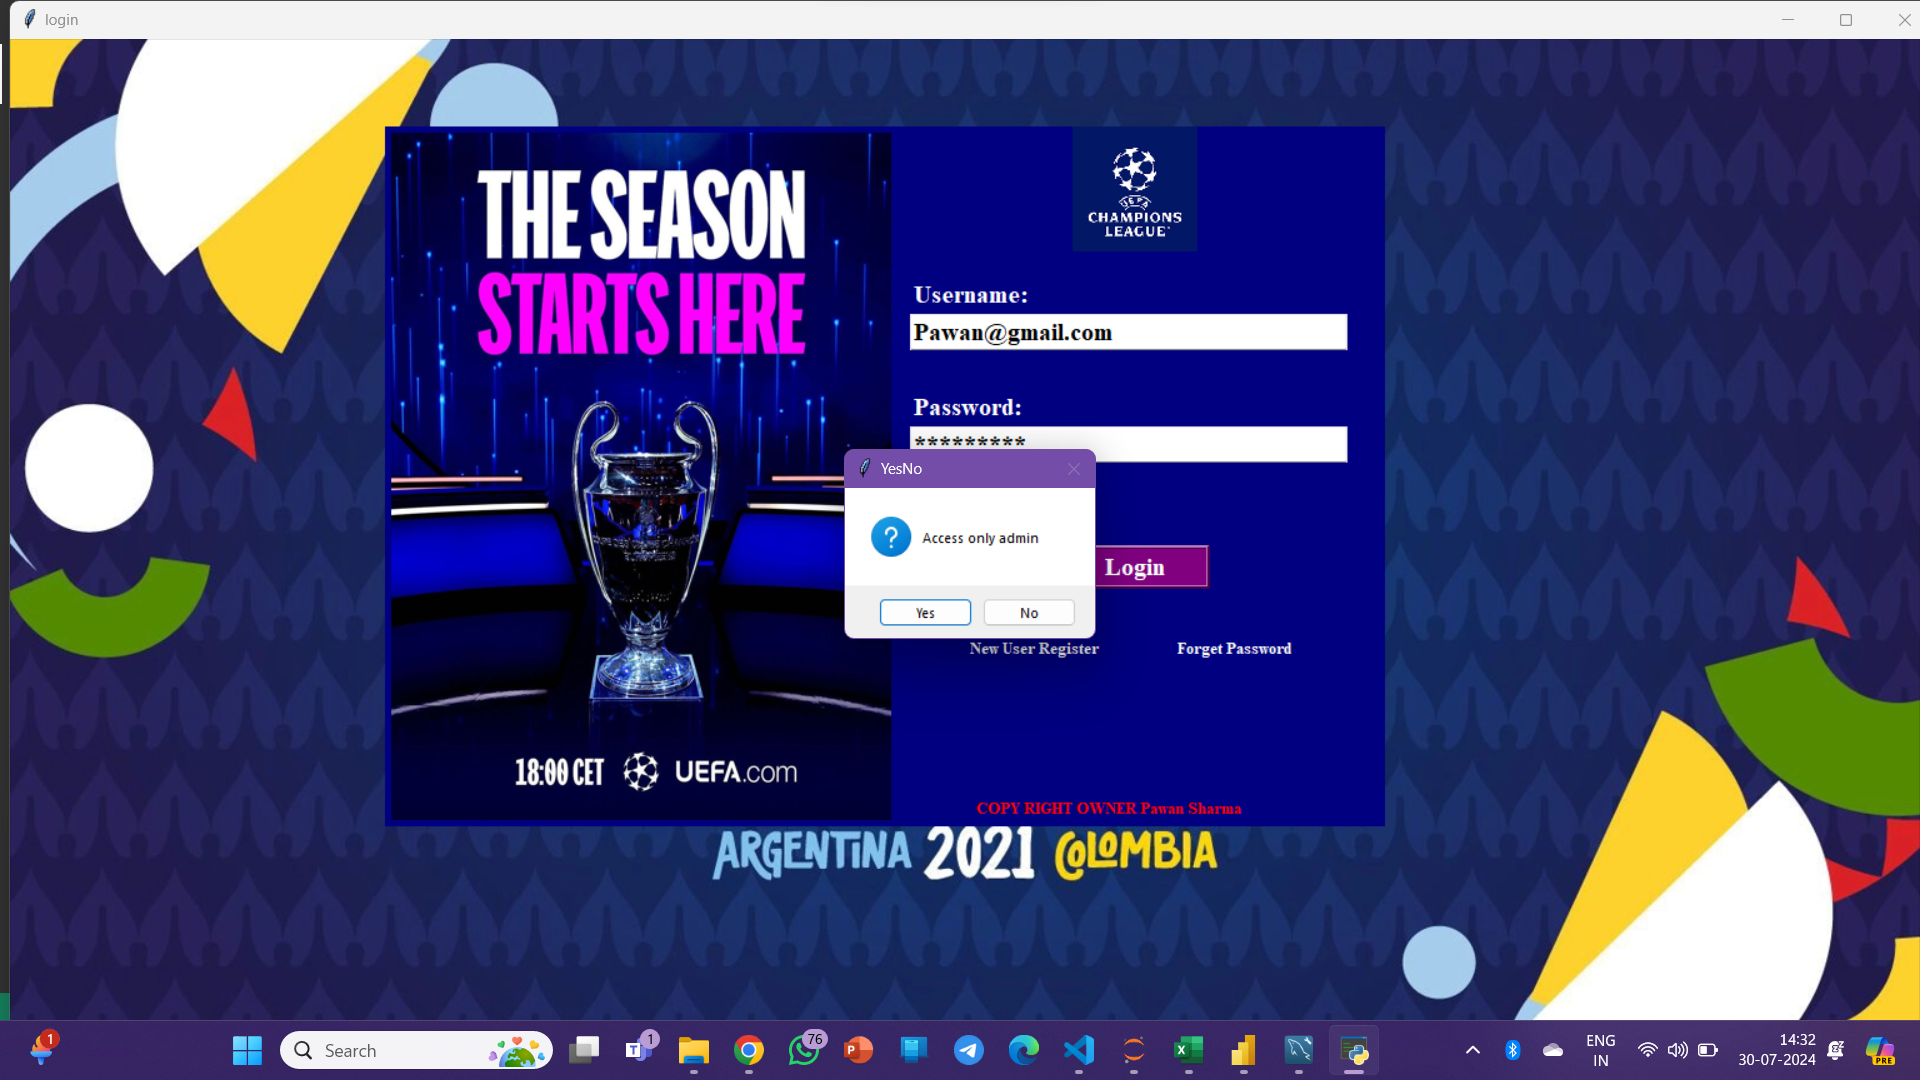 login
THE SEASON
STARTS HERE
18:00 CET
UEFA.com
UEFA
CHAMPIONS
LEAGUE
Username:
Pawan@gmail.com
Password:
*********
YesNo
? Access only admin
Yes No
Login
New User Register Forget Password
COPY RIGHT OWNER Pawan Sharma
ARGENTINA 2021 COLOMBIA
1
Search
T 1
76
P
X
ENG
IN
14:32
30-07-2024
PRE